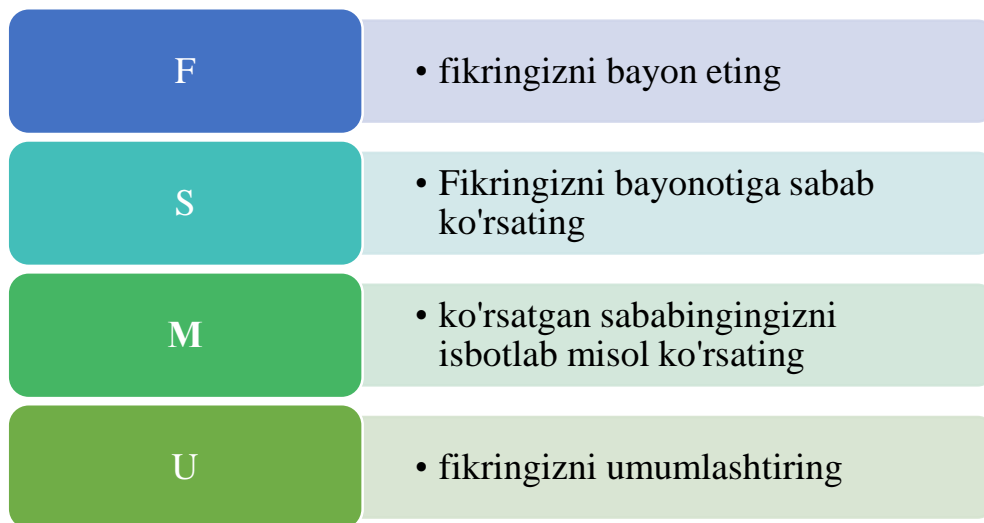 F
• fikringizni bayon eting
S
• Fikringizni bayonotiga sabab
ko'rsating
M
• ko'rsatgan sababingingizni
isbotlab misol ko'rsating
U
• fikringizni umumlashtiring